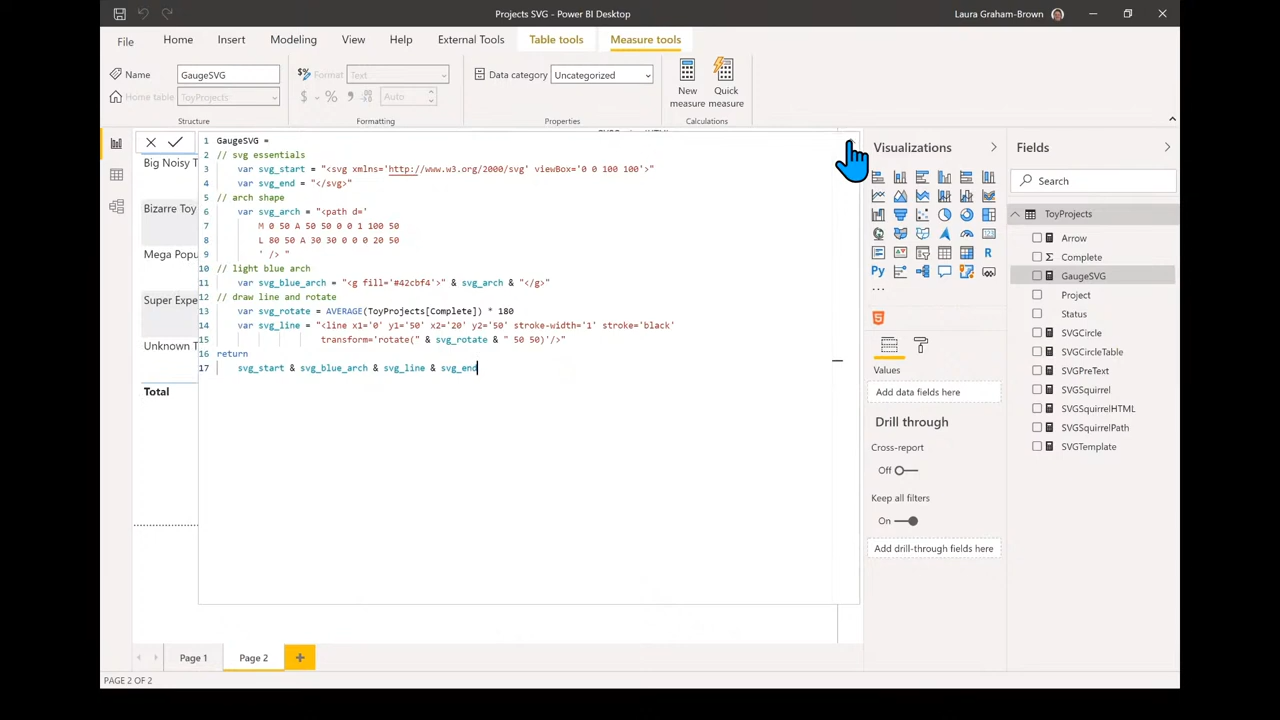 Projects SVG - Power BI Desktop
Laura Graham-Brown
File
Home
Insert
Modeling
View
Help
External Tools
Table tools
Measure tools
Name
GaugeSVG
Home table
ToyProjects
Structure
Format
Text
$
%
Auto
Formatting
Data category
Uncategorized
Properties
New
measure
Quick
measure
Calculations
Big Noisy T
Bizarre Toy
Mega Popu
Super Expe
Unknown T
Total
1 GaugeSVG =
2 // svg essentials
3 var svg_start = "<svg xmlns='http://www.w3.org/2000/svg' viewBox='0 0 100 100'>"
4 var svg_end = "</svg>"
5 // arch shape
6 var svg_arch = "<path d='
7 M 0 50 A 50 50 0 0 1 100 50
8 L 80 50 A 30 30 0 0 0 20 50
9 ' /> "
10 // light blue arch
11 var svg_blue_arch = "<g fill='#42cbf4'>" & svg_arch & "</g>"
12 // draw line and rotate
13 var svg_rotate = AVERAGE(ToyProjects[Complete]) * 180
14 var svg_line = "<line x1='0' y1='50' x2='20' y2='50' stroke-width='1' stroke='black'
15 transform='rotate(" & svg_rotate & " 50 50)'/>"
16 return
17 svg_start & svg_blue_arch & svg_line & svg_end
Visualizations
R
Py
Values
Add data fields here
Drill through
Cross-report
Off
Keep all filters
On
Add drill-through fields here
Fields
Search
ToyProjects
Arrow
Complete
GaugeSVG
Project
Status
SVGCircle
SVGCircleTable
SVGPreText
SVGSquirrel
SVGSquirrelHTML
SVGSquirrelPath
SVGTemplate
Page 1
Page 2
PAGE 2 OF 2